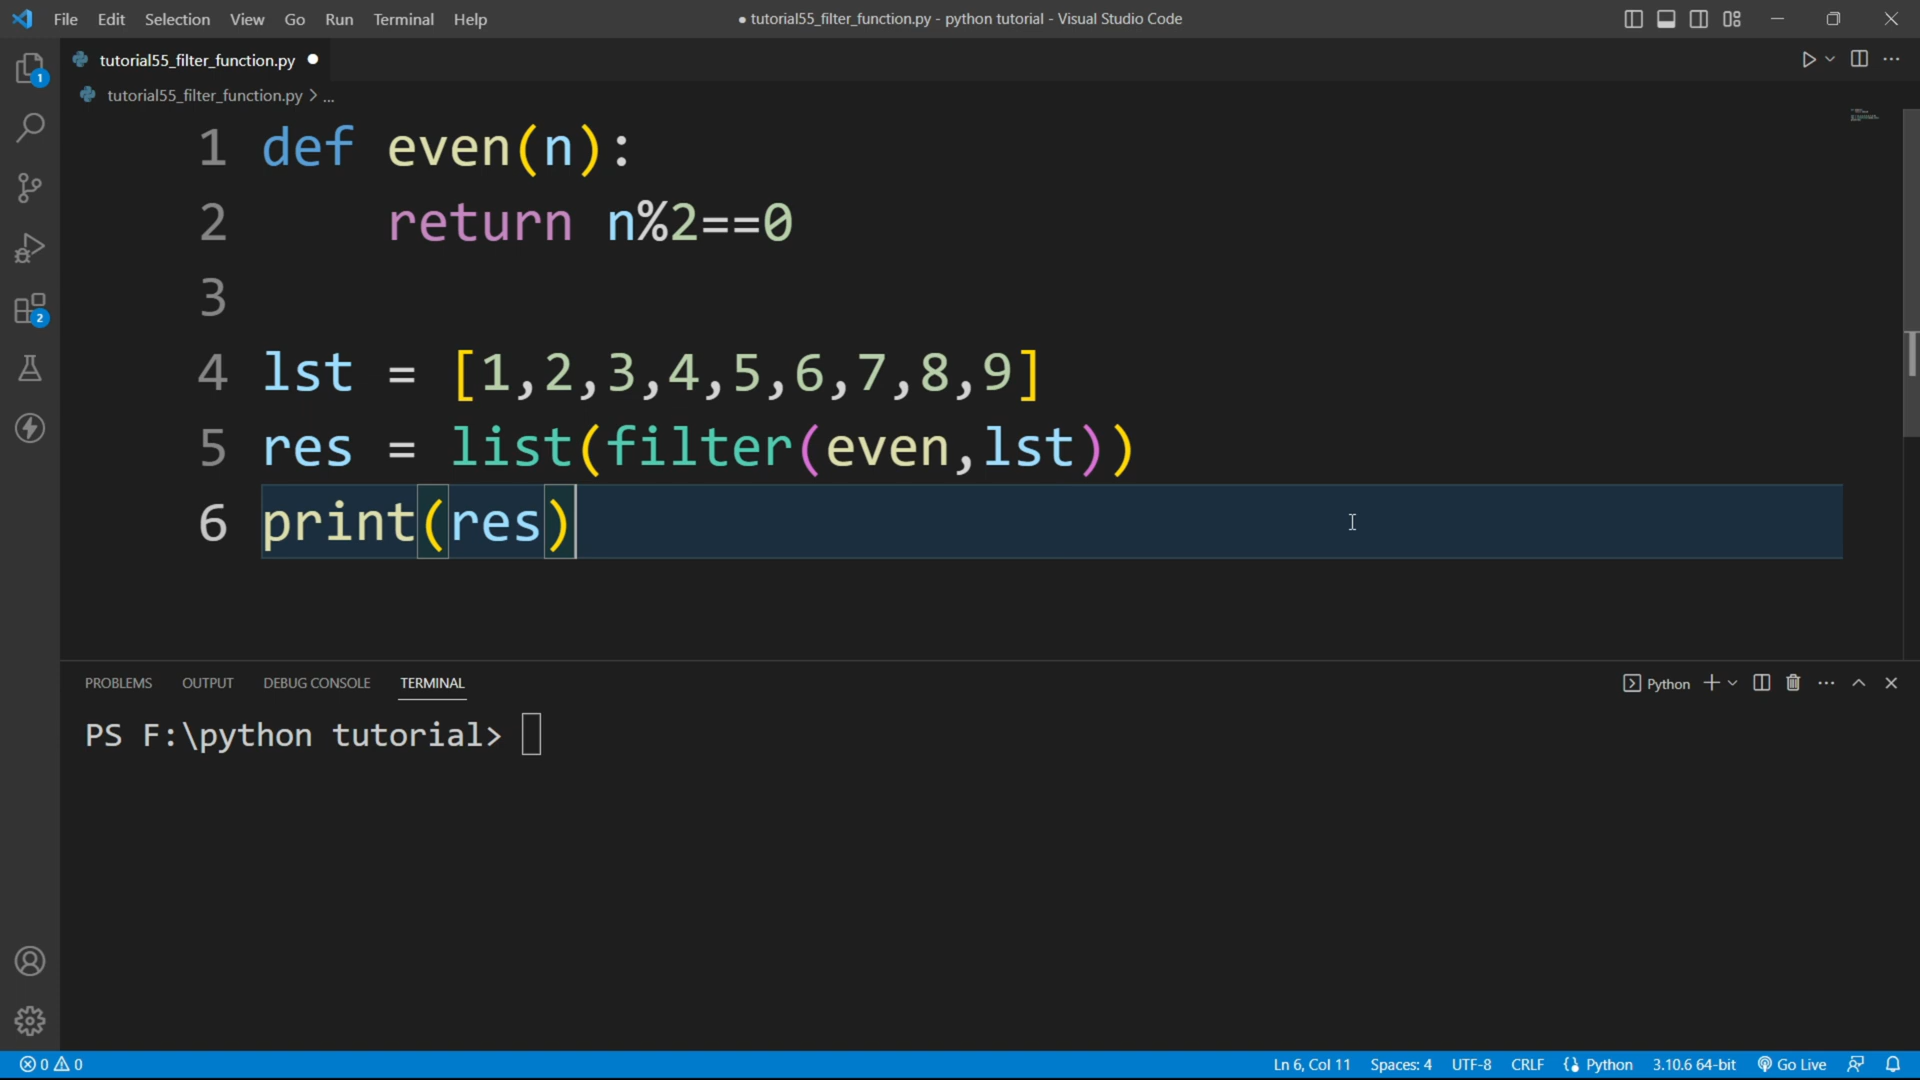 File Edit Selection View Go Run Terminal Help
● tutorial55_filter_function.py - python tutorial - Visual Studio Code
tutorial55_filter_function.py ●
tutorial55_filter_function.py > ...
1 def even(n):
2     return n%2==0
3
4 lst = [1,2,3,4,5,6,7,8,9]
5 res = list(filter(even,lst))
6 print(res)
1
2
PROBLEMS OUTPUT DEBUG CONSOLE TERMINAL
Python
PS F:\python tutorial>
0 0
Ln 6, Col 11 Spaces: 4 UTF-8 CRLF Python 3.10.6 64-bit Go Live